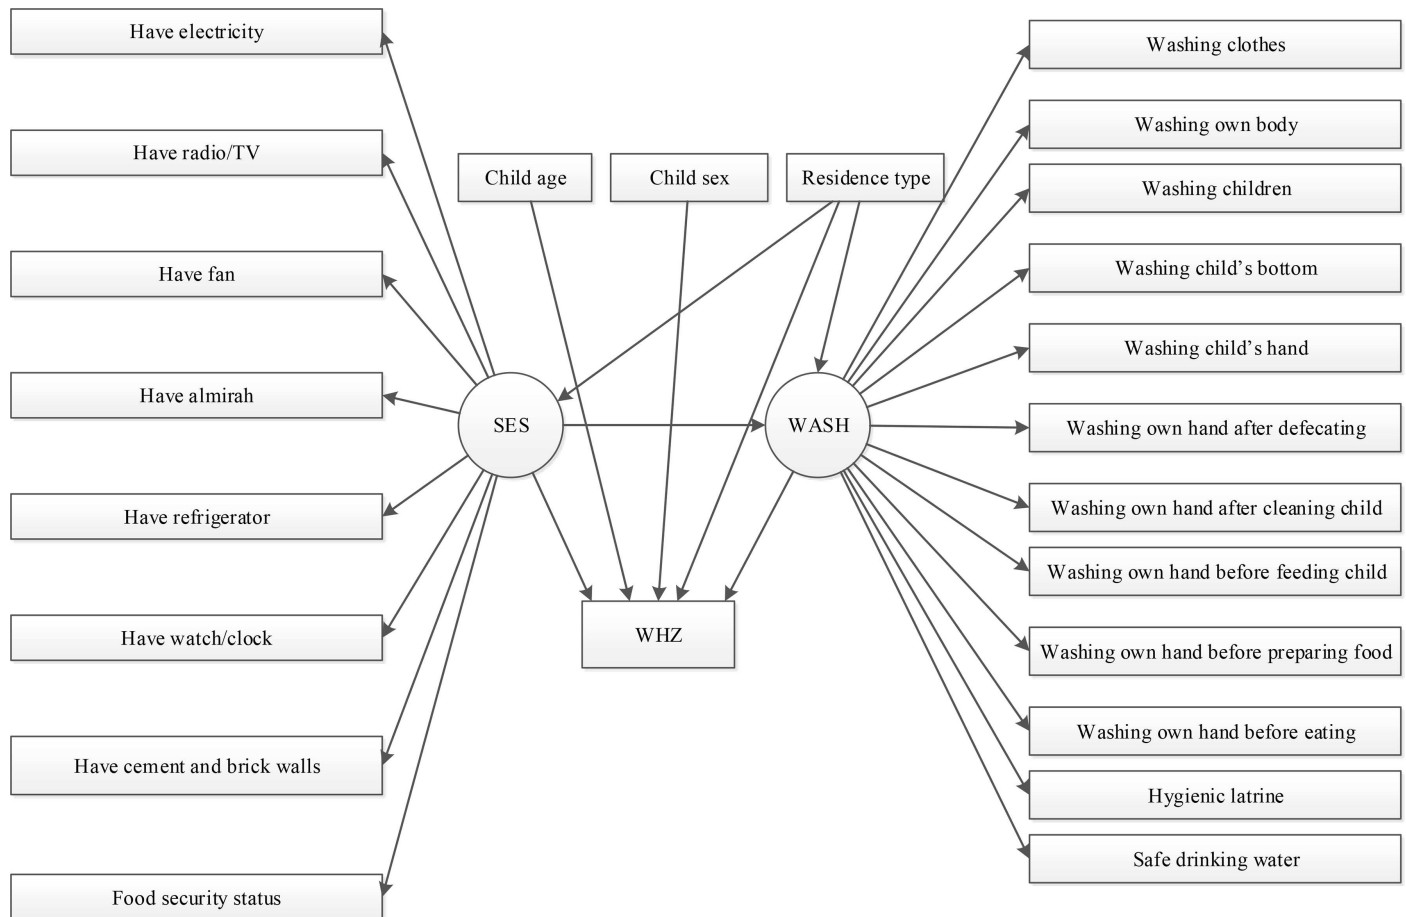 Have electricity
Have radio/TV
Have fan
Have almirah
Have refrigerator
Have watch/clock
Have cement and brick walls
Food security status
Child age
Child sex
Residence type
SES
WASH
WHZ
Washing clothes
Washing own body
Washing children
Washing child’s bottom
Washing child’s hand
Washing own hand after defecating
Washing own hand after cleaning child
Washing own hand before feeding child
Washing own hand before preparing food
Washing own hand before eating
Hygienic latrine
Safe drinking water